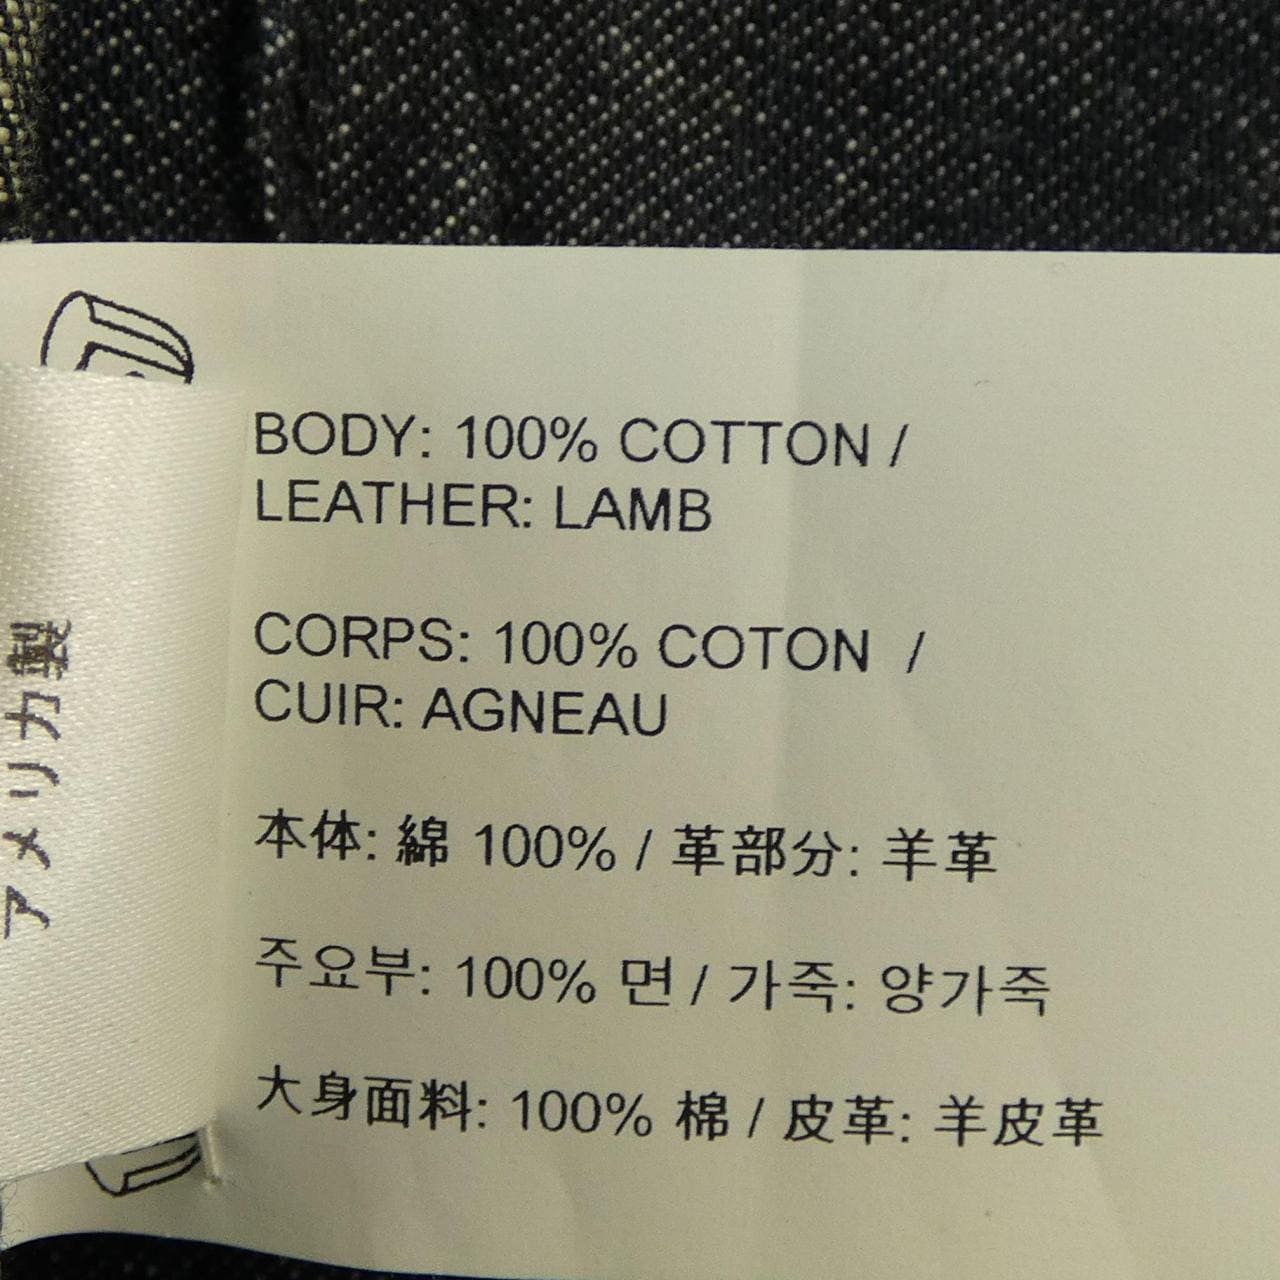 BODY: 100% COTTON /
LEATHER: LAMB
CORPS: 100% COTON /
CUIR: AGNEAU
本体: 綿 100% / 革部分: 羊革
주요부: 100% 면 / 가죽: 양가죽
大身面料: 100% 棉 / 皮革: 羊皮革
アメリカ製